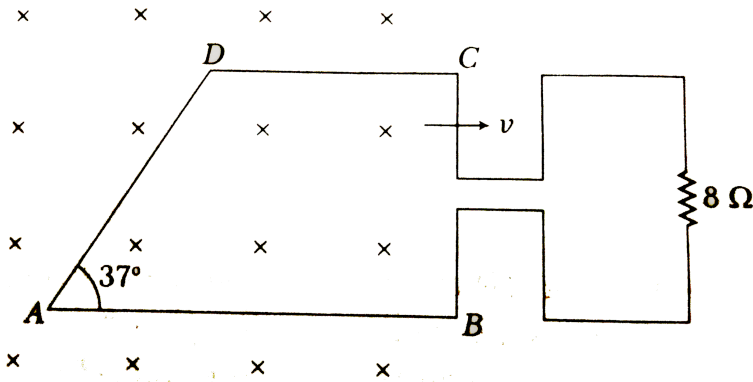 × × × ×
D C
× × × × v
8 Ω
× × × ×
37°
A B
× × × ×